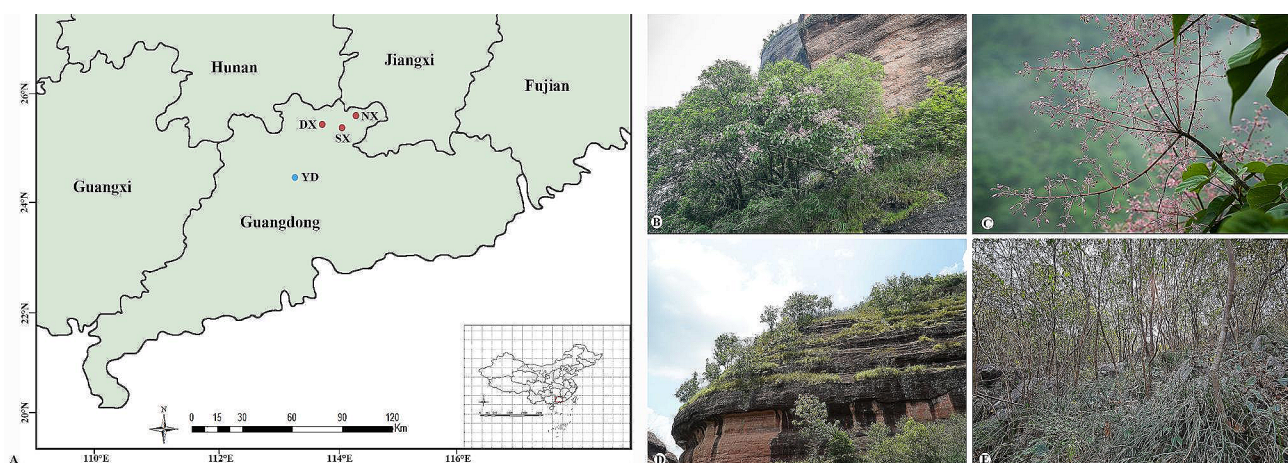 Hunan
Jiangxi
Fujian
26°N
DX
NX
SX
YD
Guangxi
24°N
Guangdong
22°N
20°N
N
0 15 30 60 90 120
Km
110°E 112°E 114°E 116°E
A
B
C
D
E